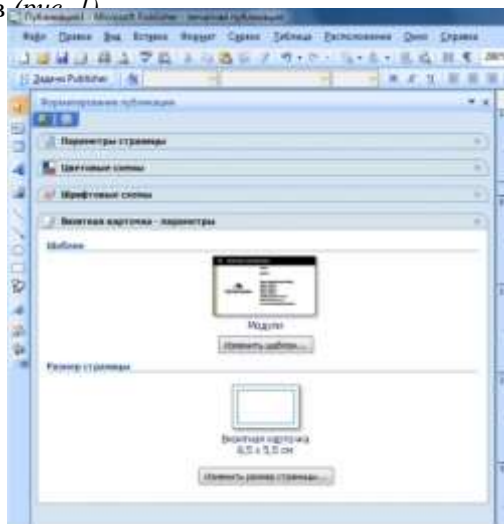 в (рис. 1)
Публикация1 - Microsoft Publisher - печатная публикация
Файл Правка Вид Вставка Формат Сервис Таблица Расположение Окно Справка
Задачи Publisher
Ж К Ч
Форматирование публикации
Параметры страницы
Цветовые схемы
Шрифтовые схемы
Визитная карточка - параметры
Шаблон
Модули
Изменить шаблон...
Размер страницы
Визитная карточка
8,5 x 5,5 см
Изменить размер страницы...